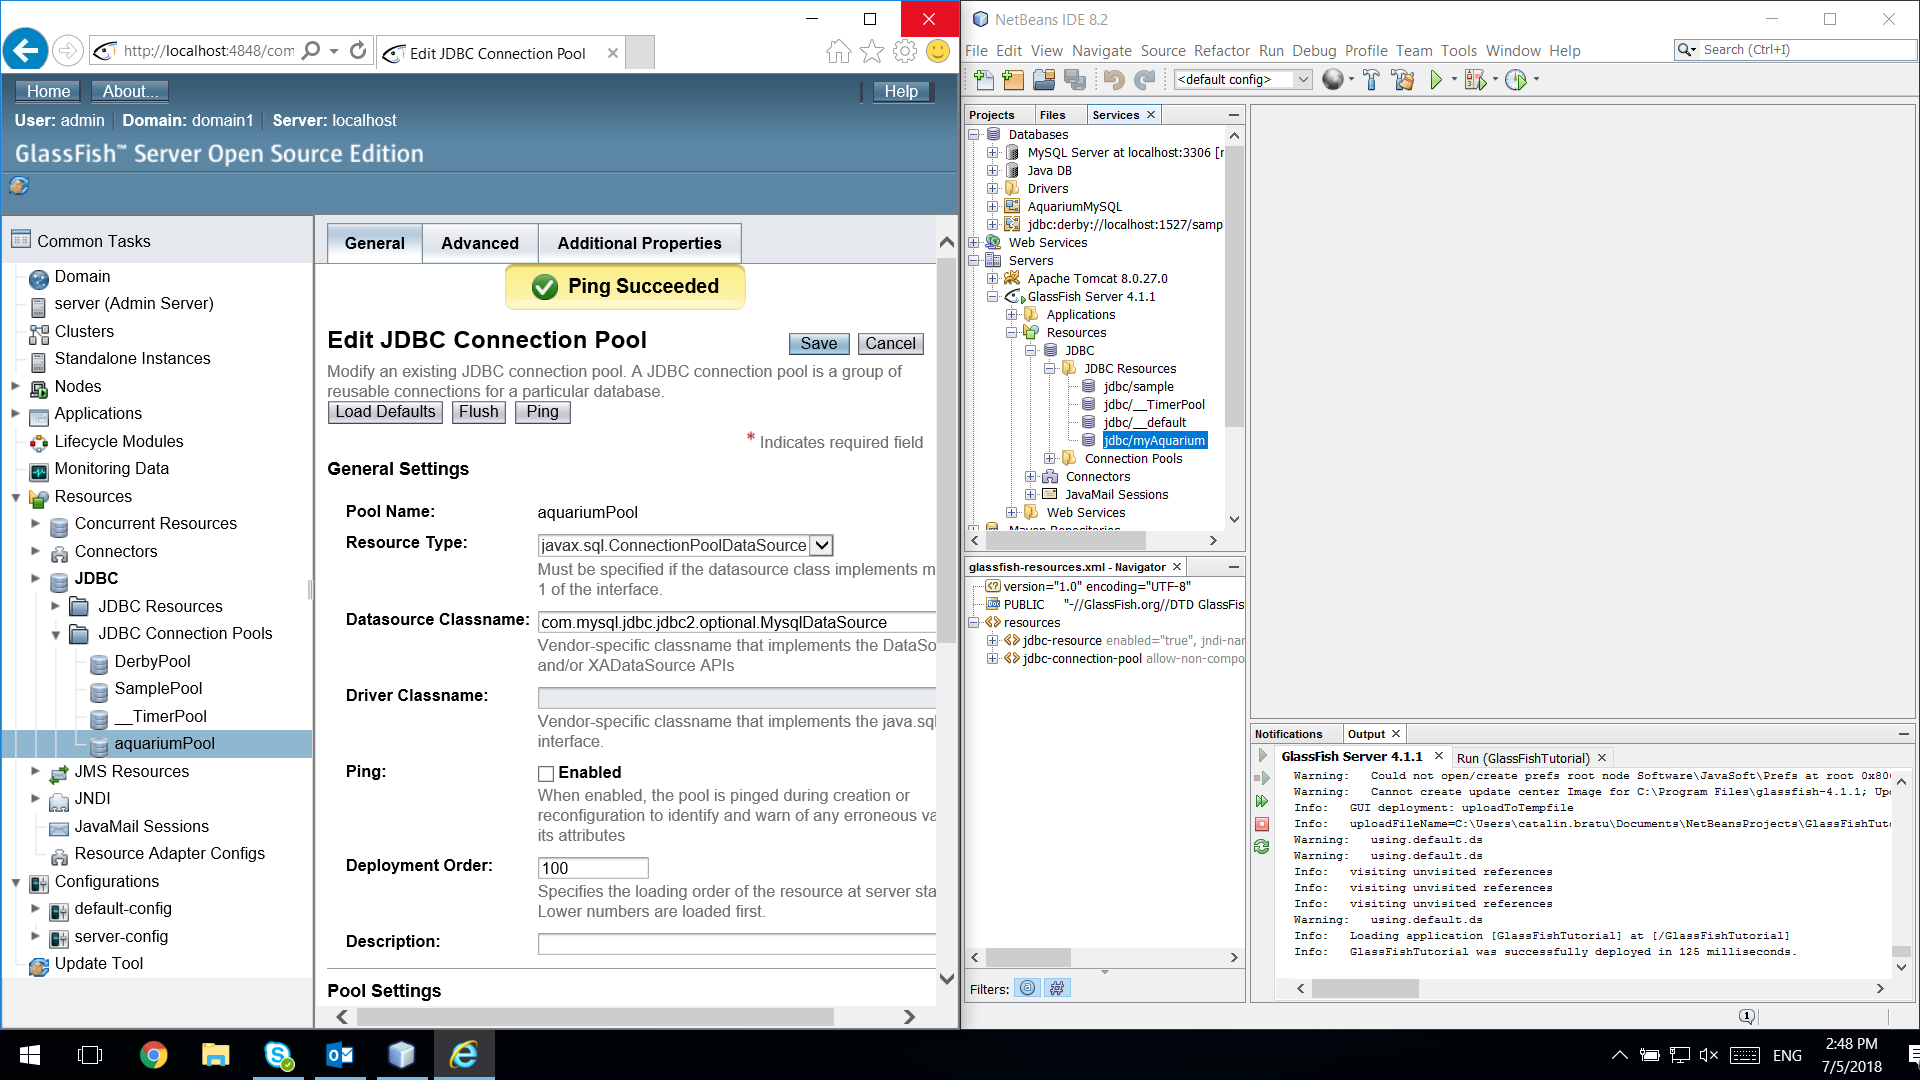 http://localhost:4848/com
Edit JDBC Connection Pool
Home
About...
Help
User: admin
Domain: domain1
Server: localhost
GlassFish™ Server Open Source Edition
Common Tasks
Domain
server (Admin Server)
Clusters
Standalone Instances
Nodes
Applications
Lifecycle Modules
Monitoring Data
Resources
Concurrent Resources
Connectors
JDBC
JDBC Resources
JDBC Connection Pools
DerbyPool
SamplePool
__TimerPool
aquariumPool
JMS Resources
JNDI
JavaMail Sessions
Resource Adapter Configs
Configurations
default-config
server-config
Update Tool
General
Advanced
Additional Properties
Ping Succeeded
Edit JDBC Connection Pool
Save
Cancel
Modify an existing JDBC connection pool. A JDBC connection pool is a group of
reusable connections for a particular database.
Load Defaults
Flush
Ping
* Indicates required field
General Settings
Pool Name:
aquariumPool
Resource Type:
javax.sql.ConnectionPoolDataSource
Must be specified if the datasource class implements m
1 of the interface.
Datasource Classname:
com.mysql.jdbc.jdbc2.optional.MysqlDataSource
Vendor-specific classname that implements the DataSo
and/or XADataSource APIs
Driver Classname:
Vendor-specific classname that implements the java.sql
interface.
Ping:
Enabled
When enabled, the pool is pinged during creation or
reconfiguration to identify and warn of any erroneous va
its attributes
Deployment Order:
100
Specifies the loading order of the resource at server sta
Lower numbers are loaded first.
Description:
Pool Settings
NetBeans IDE 8.2
File Edit View Navigate Source Refactor Run Debug Profile Team Tools Window Help
Search (Ctrl+I)
<default config>
Projects
Files
Services
Databases
MySQL Server at localhost:3306 [r
Java DB
Drivers
AquariumMySQL
jdbc:derby://localhost:1527/samp
Web Services
Servers
Apache Tomcat 8.0.27.0
GlassFish Server 4.1.1
Applications
Resources
JDBC
JDBC Resources
jdbc/sample
jdbc/__TimerPool
jdbc/__default
jdbc/myAquarium
Connection Pools
Connectors
JavaMail Sessions
Web Services
Maven Repositories
glassfish-resources.xml - Navigator
version="1.0" encoding="UTF-8"
PUBLIC "-//GlassFish.org//DTD GlassFis
resources
jdbc-resource enabled="true", jndi-nar
jdbc-connection-pool allow-non-compo
Filters:
Notifications
Output
GlassFish Server 4.1.1
Run (GlassFishTutorial)
Warning: Could not open/create prefs root node Software\JavaSoft\Prefs at root 0x80
Warning: Cannot create update center Image for C:\Program Files\glassfish-4.1.1; Up
Info: GUI deployment: uploadToTempfile
Info: uploadFileName=C:\Users\catalin.bratu\Documents\NetBeansProjects\GlassFishTut
Warning: using.default.ds
Warning: using.default.ds
Info: visiting unvisited references
Info: visiting unvisited references
Info: visiting unvisited references
Warning: using.default.ds
Info: Loading application [GlassFishTutorial] at [/GlassFishTutorial]
Info: GlassFishTutorial was successfully deployed in 125 milliseconds.
ENG
2:48 PM
7/5/2018